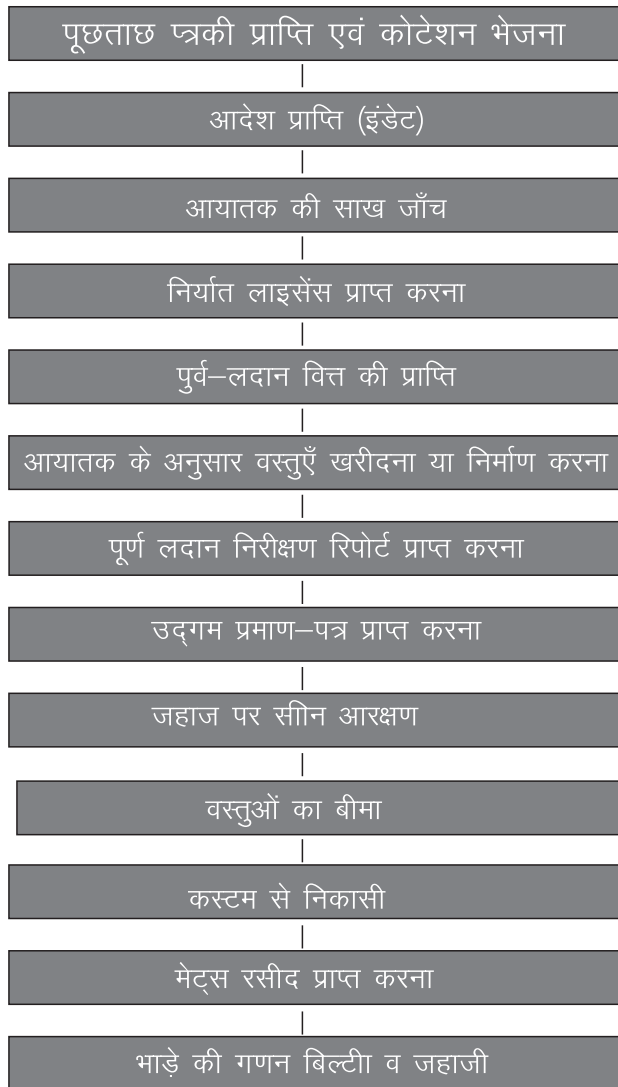 पूछताछ प्त्रकी प्राप्ति एवं कोटेशन भेजना
आदेश प्राप्ति (इंडेट)
आयातक की साख जाँच
निर्यात लाइसेंस प्राप्त करना
पुर्व–लदान वित्त की प्राप्ति
आयातक के अनुसार वस्तुएँ खरीदना या निर्माण करना
पूर्ण लदान निरीक्षण रिपोर्ट प्राप्त करना
उद्‌गम प्रमाण–पत्र प्राप्त करना
जहाज पर सीाेन आरक्षण
वस्तुओं का बीमा
कस्टम से निकासी
मेट्स रसीद प्राप्त करना
भाड़े की गणन बिल्टीा व जहाजी